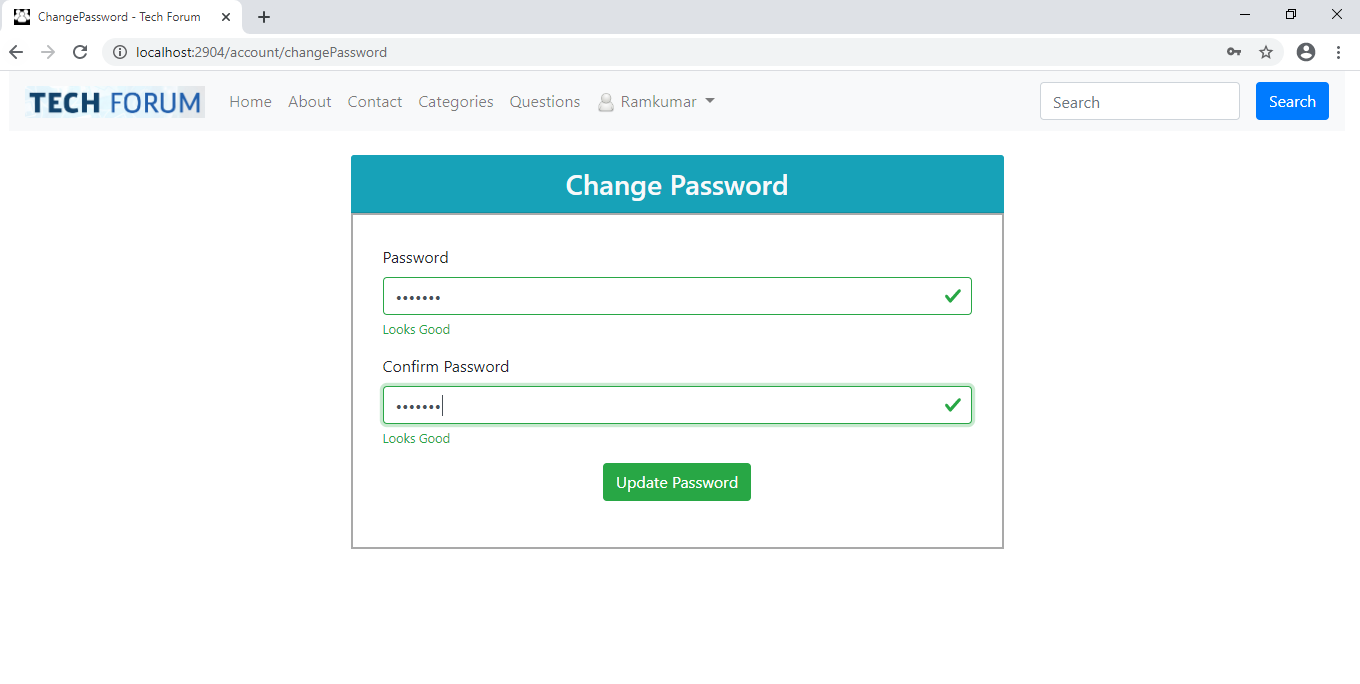 ChangePassword - Tech Forum
localhost:2904/account/changePassword
TECH FORUM Home About Contact Categories Questions Ramkumar Search Search
Change Password
Password
•••••••
Looks Good
Confirm Password
•••••••
Looks Good
Update Password